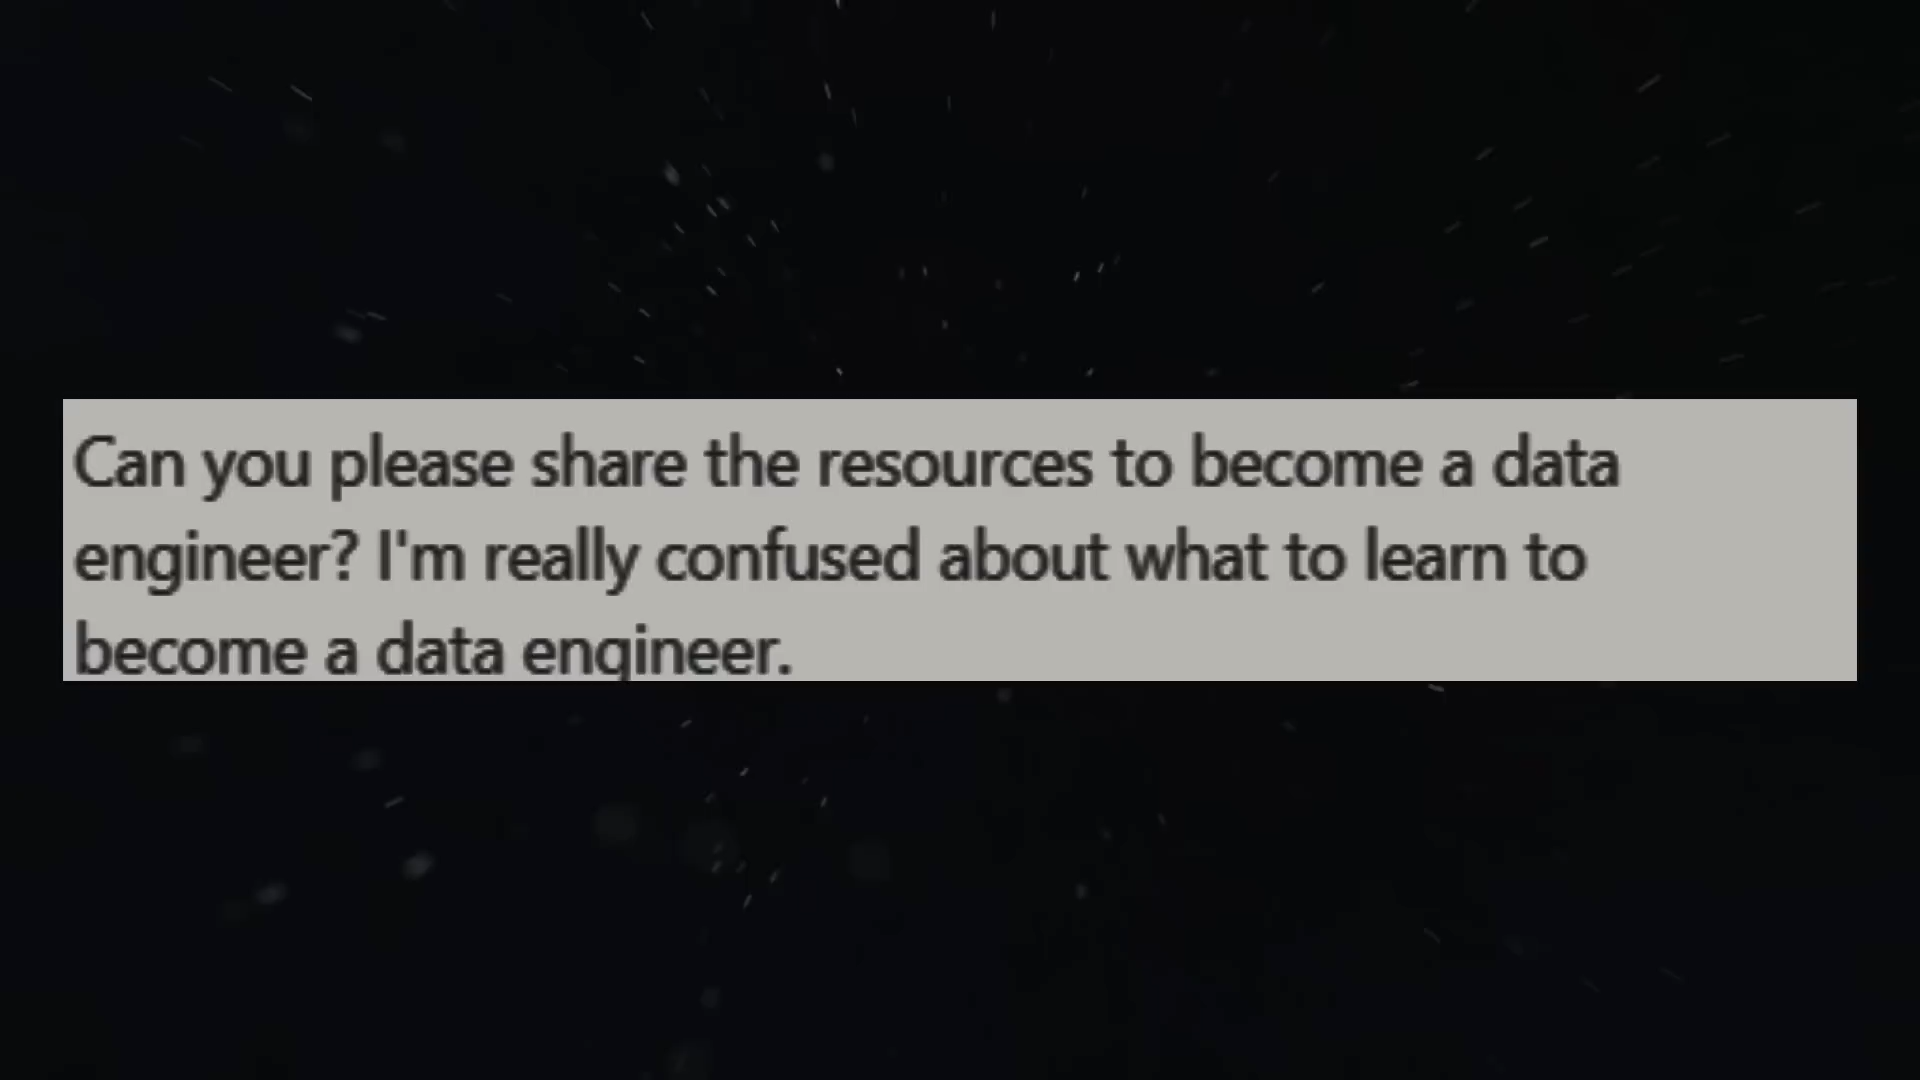 Can you please share the resources to become a data
engineer? I'm really confused about what to learn to
become a data engineer.